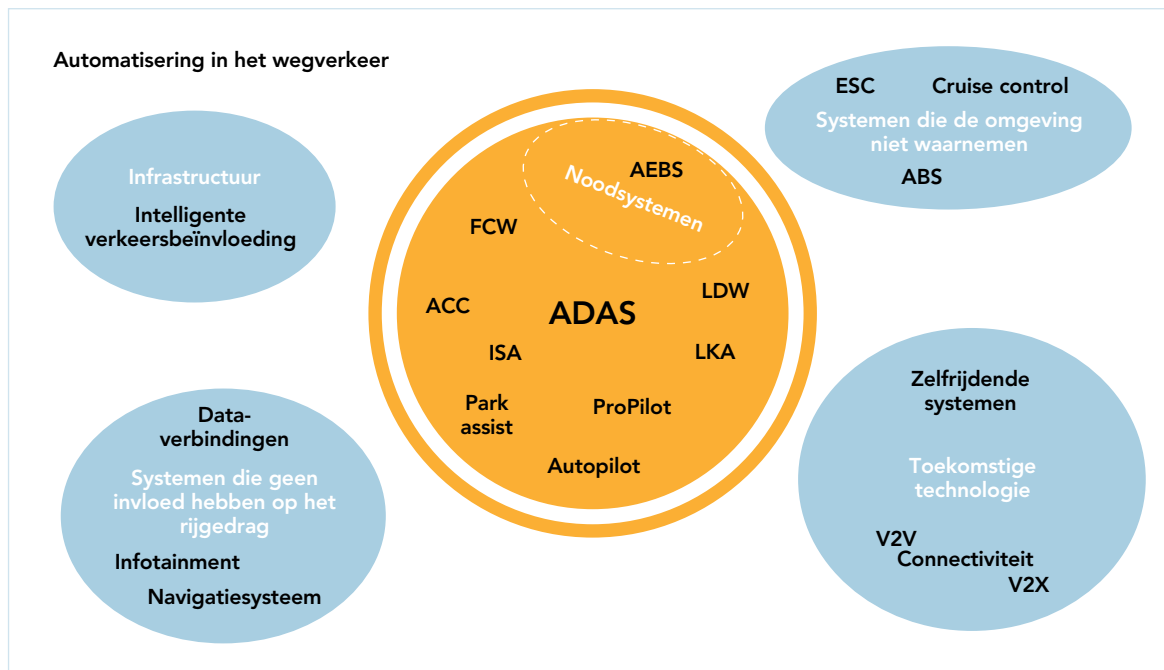 Automatisering in het wegverkeer
Infrastructuur
Intelligente
verkeersbeïnvloeding
ESC
Cruise control
Systemen die de omgeving
niet waarnemen
ABS
AEBS
Noodsystemen
FCW
LDW
ACC
ADAS
ISA
LKA
Park
assist
ProPilot
Autopilot
Data-
verbindingen
Systemen die geen
invloed hebben op het
rijgedrag
Infotainment
Navigatiesysteem
Zelfrijdende
systemen
Toekomstige
technologie
V2V
Connectiviteit
V2X